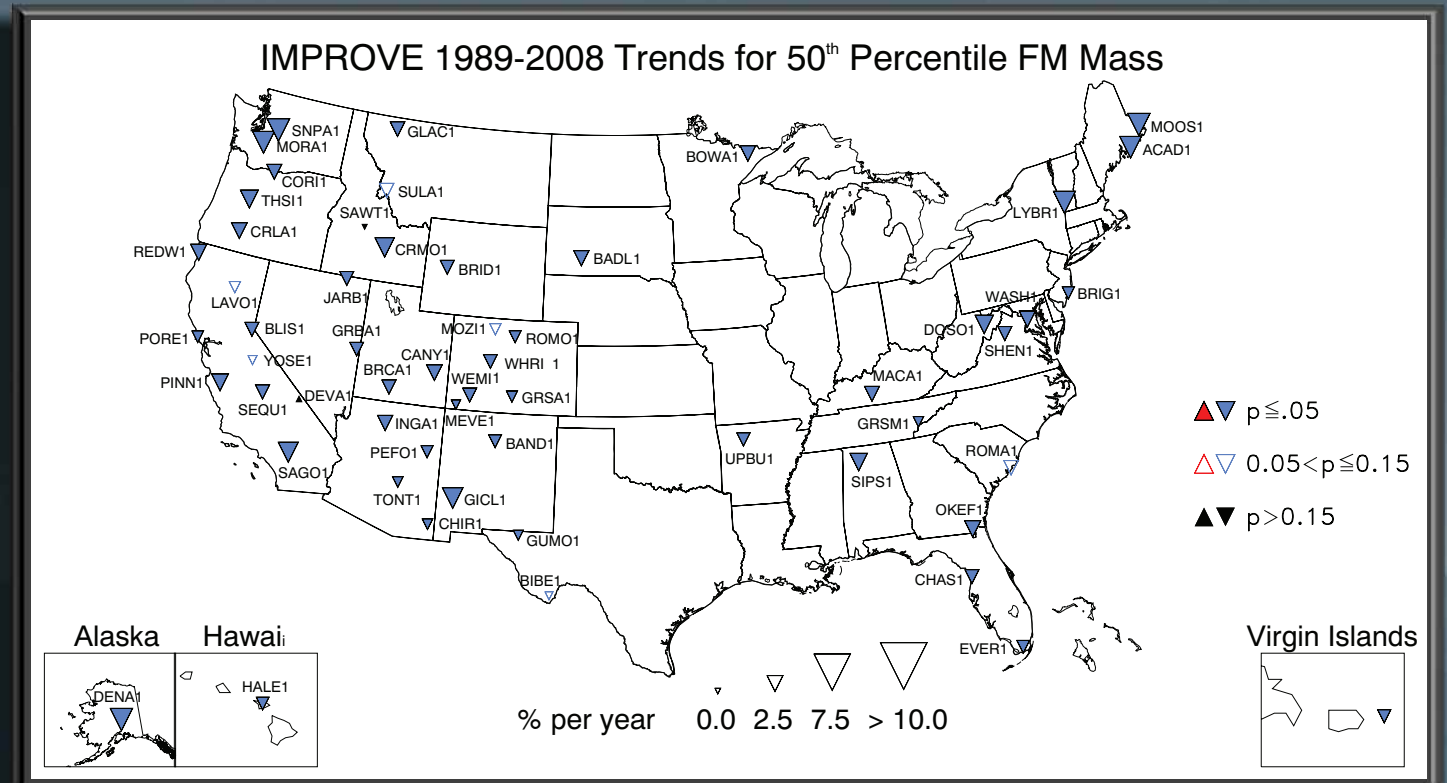 IMPROVE 1989-2008 Trends for 50th Percentile FM Mass
SNPA1
MORA1
GLAC1
BOWA1
MOOS1
ACAD1
CORI1
SULA1
THSI1
SAWT1
LYBR1
CRLA1
REDW1
CRMO1
BRID1
BADL1
JARB1
LAVO1
WASH1
BRIG1
PORE1
BLIS1
GRBA1
MOZI1
ROMO1
DOSO1
SHEN1
YOSE1
CANY1
WHRI 1
PINN1
BRCA1
WEMI1
MACA1
SEQU1
DEVA1
GRSA1
MEVE1
INGA1
GRSM1
p≦.05
PEFO1
BAND1
UPBU1
ROMA1
0.05<p≦0.15
SAGO1
SIPS1
TONT1
GICL1
OKEF1
p>0.15
CHIR1
GUMO1
BIBE1
CHAS1
Alaska
Hawaii
EVER1
Virgin Islands
DENA1
HALE1
% per year 0.0 2.5 7.5 > 10.0